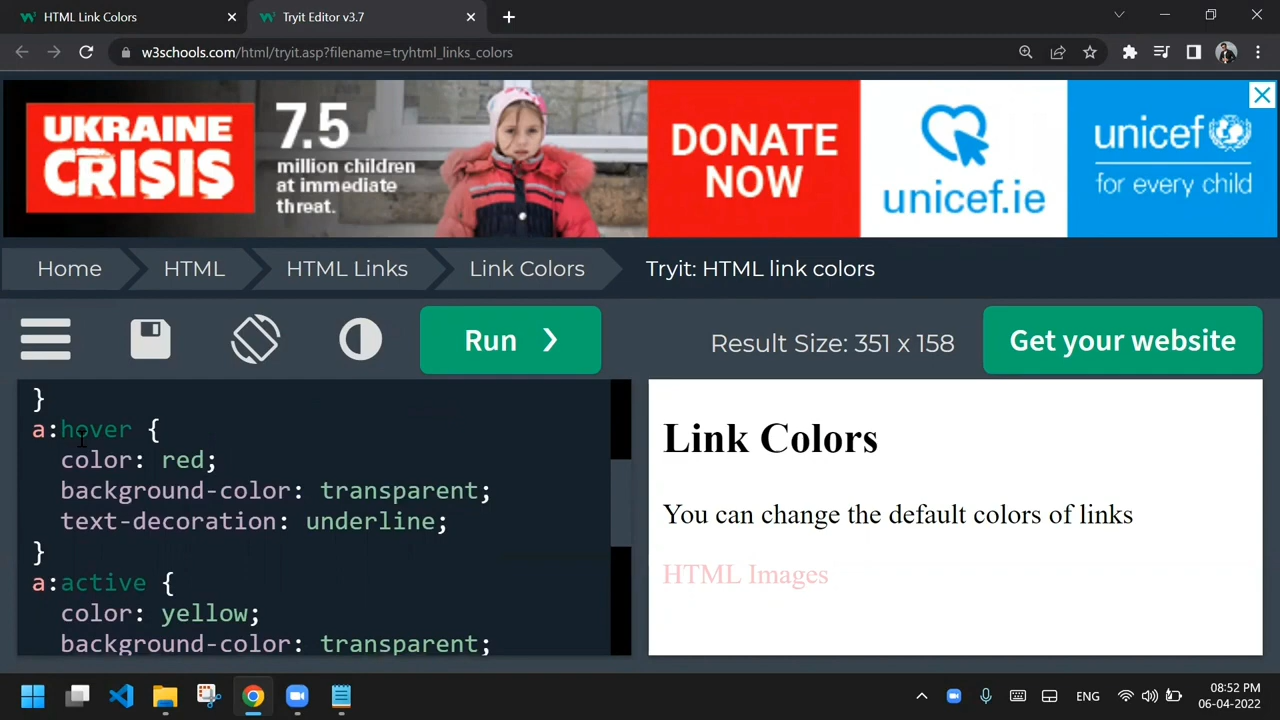 HTML Link Colors
Tryit Editor v3.7
w3schools.com/html/tryit.asp?filename=tryhtml_links_colors
UKRAINE
CRISIS
7.5
million children
at immediate
threat.
DONATE
NOW
unicef.ie
unicef
for every child
Home
HTML
HTML Links
Link Colors
Tryit: HTML link colors
Run ❯
Result Size: 351 x 158
Get your website
}
a:hover {
color: red;
background-color: transparent;
text-decoration: underline;
}
a:active {
color: yellow;
background-color: transparent;
Link Colors
You can change the default colors of links
HTML Images
ENG
08:52 PM
06-04-2022